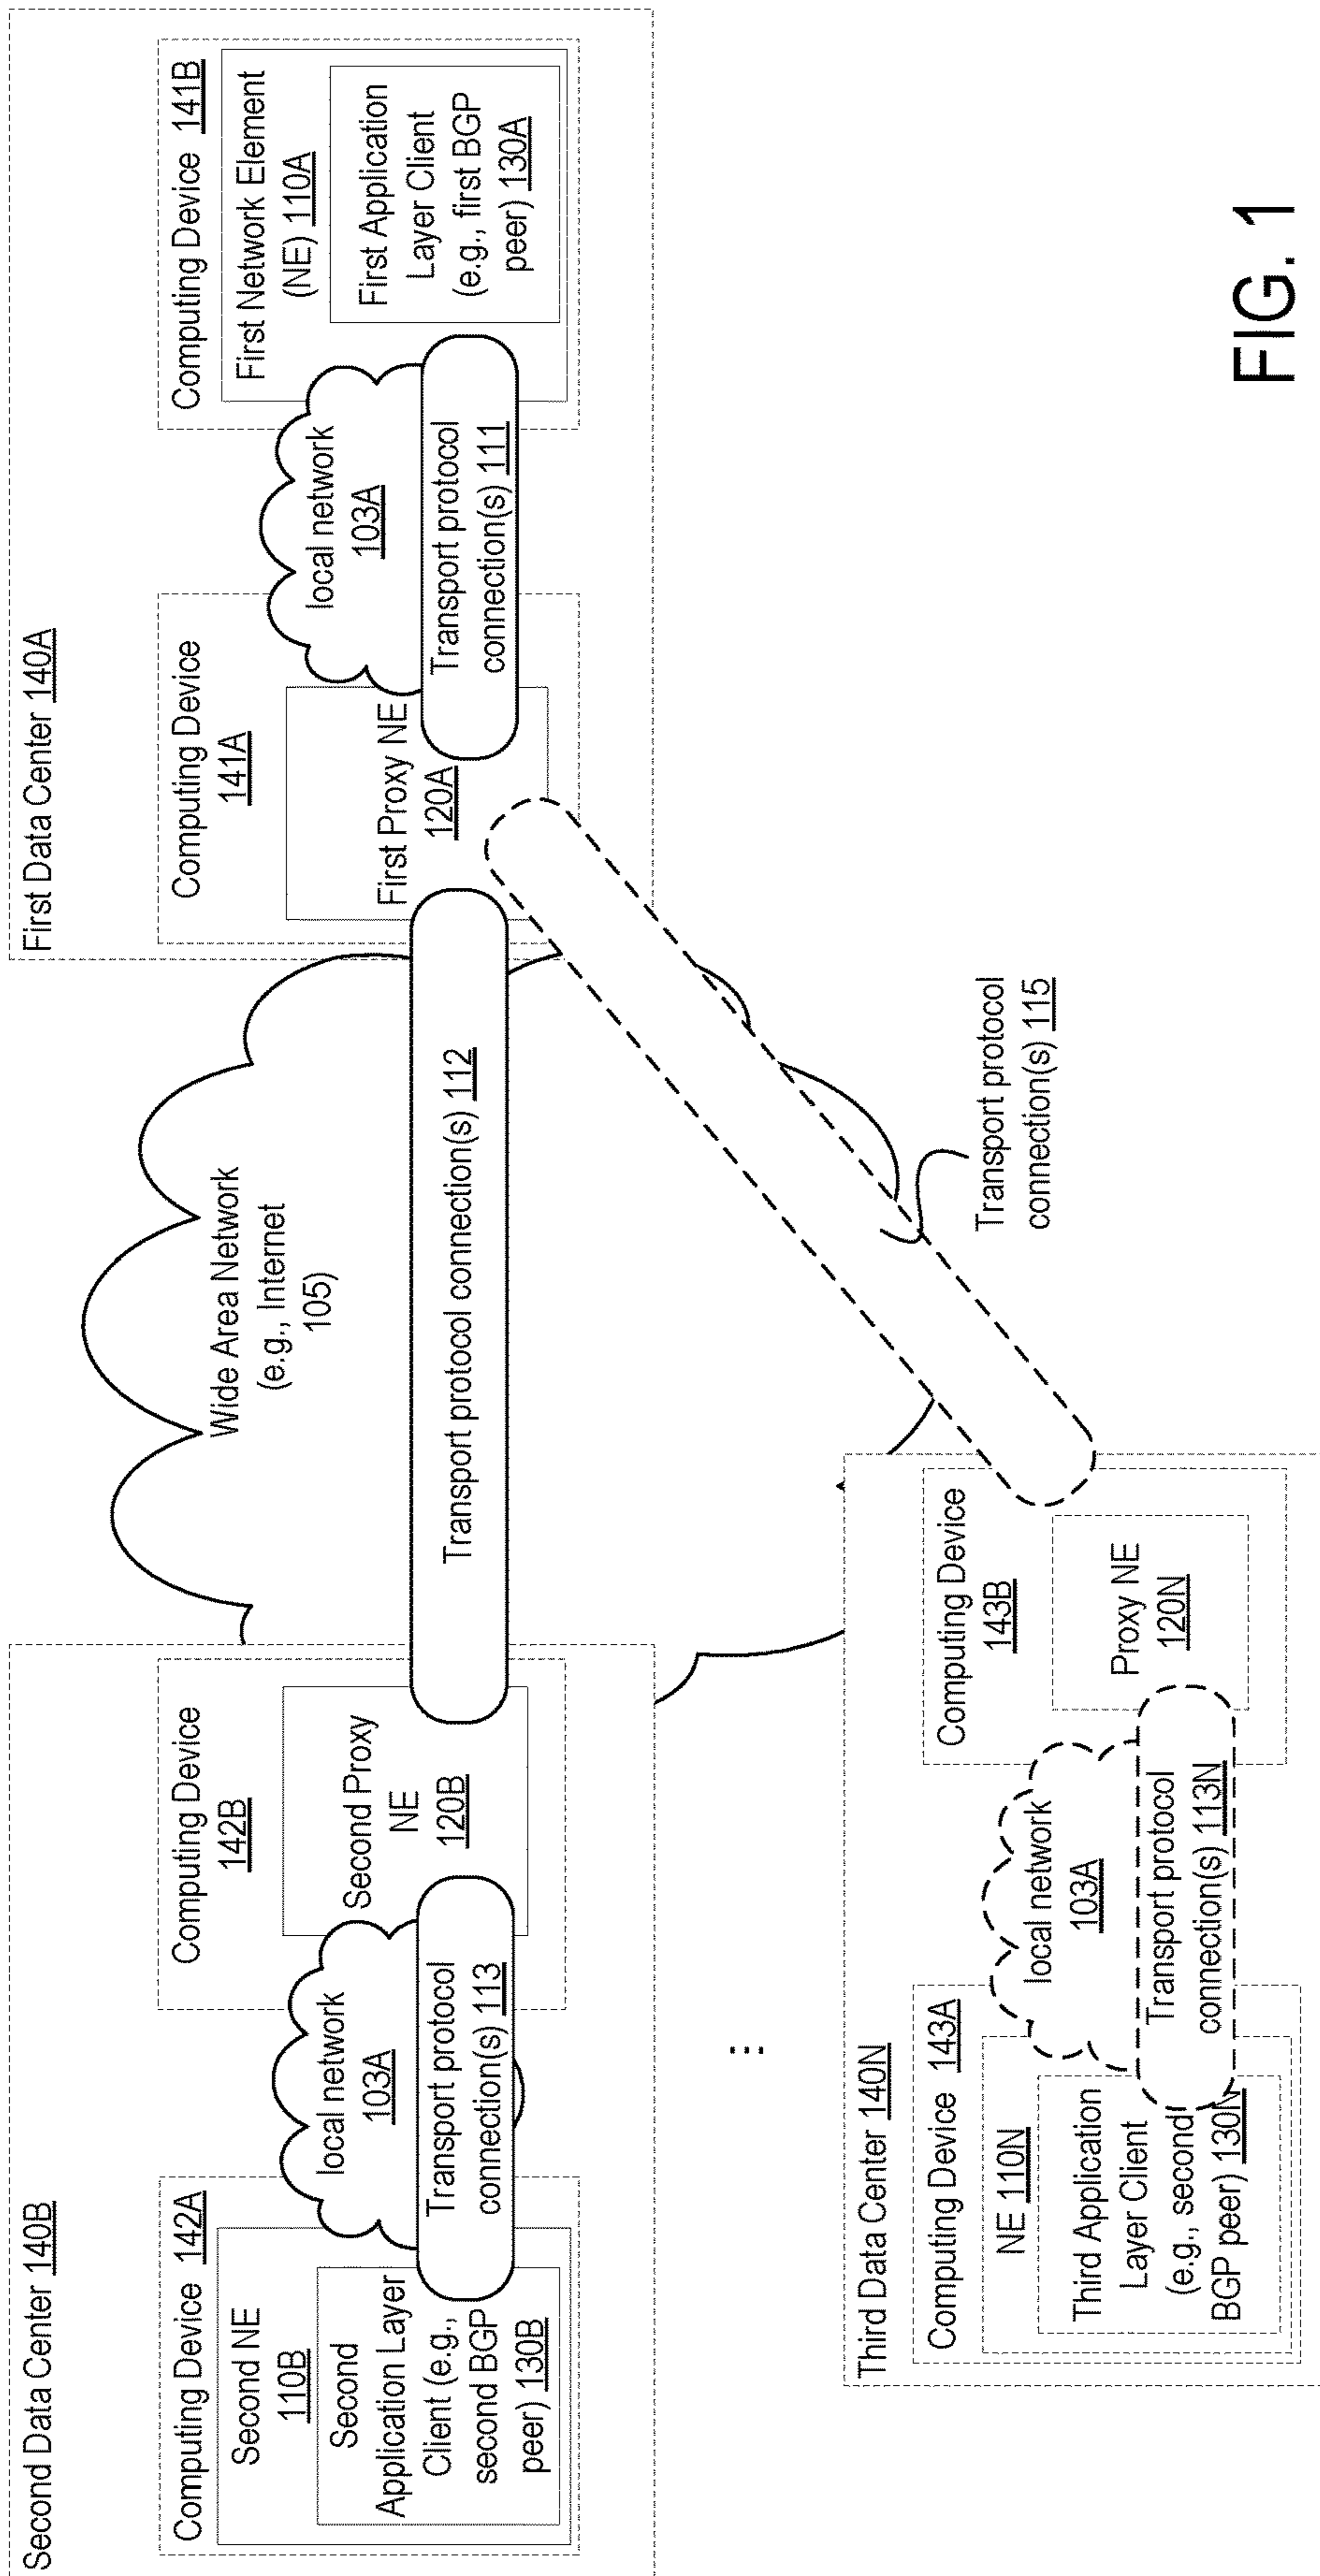 Second Data Center 140B
Computing Device 142A
Second NE
110B
Second
Application Layer
Client (e.g.,
second BGP
peer) 130B
local network
103A
Transport protocol
connection(s) 113
Computing Device
142B
Second Proxy
NE
120B
Wide Area Network
(e.g., Internet
105)
Transport protocol connection(s) 112
First Data Center 140A
Computing Device
141A
First Proxy NE
120A
local network
103A
Transport protocol
connection(s) 111
Computing Device 141B
First Network Element
(NE) 110A
First Application
Layer Client
(e.g., first BGP
peer) 130A
...
Third Data Center 140N
Computing Device 143A
NE 110N
Third Application
Layer Client
(e.g., second
BGP peer) 130N
local network
103A
Transport protocol
connection(s) 113N
Computing Device
143B
Proxy NE
120N
Transport protocol
connection(s) 115
FIG. 1